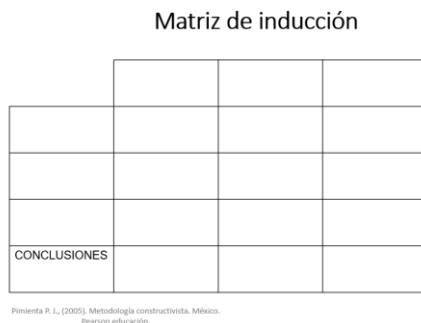 Matriz de inducción
CONCLUSIONES
Pimienta P. J., (2005). Metodología constructivista. México.
Pearson educación.